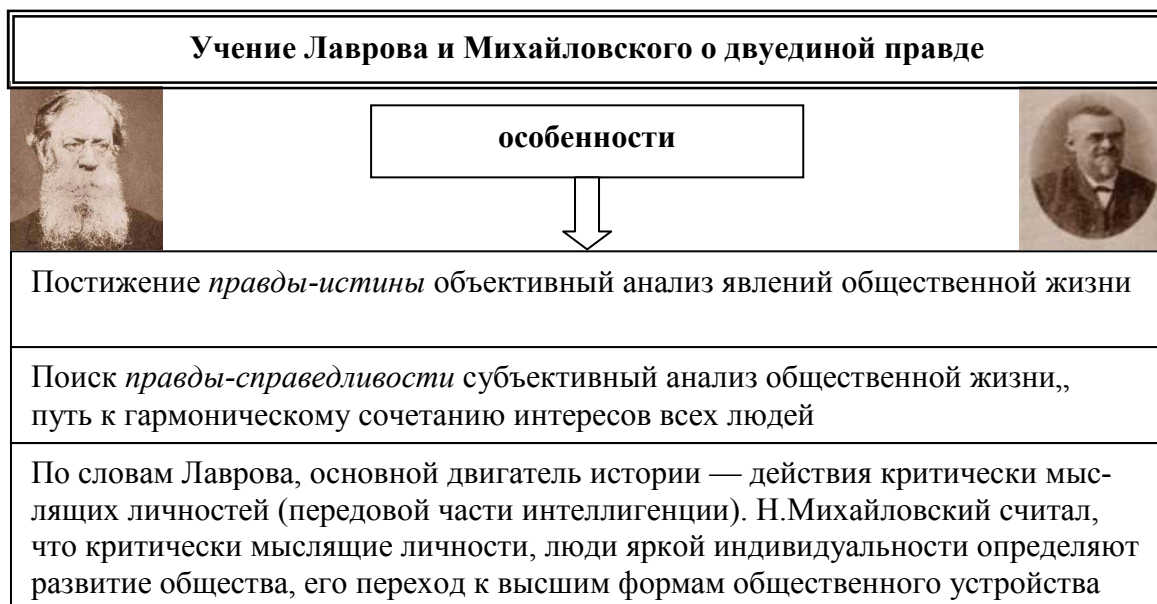 Учение Лаврова и Михайловского о двуединой правде
особенности
Постижение правды-истины объективный анализ явлений общественной жизни
Поиск правды-справедливости субъективный анализ общественной жизни,,
путь к гармоническому сочетанию интересов всех людей
По словам Лаврова, основной двигатель истории — действия критически мыс-
лящих личностей (передовой части интеллигенции). Н.Михайловский считал,
что критически мыслящие личности, люди яркой индивидуальности определяют
развитие общества, его переход к высшим формам общественного устройства